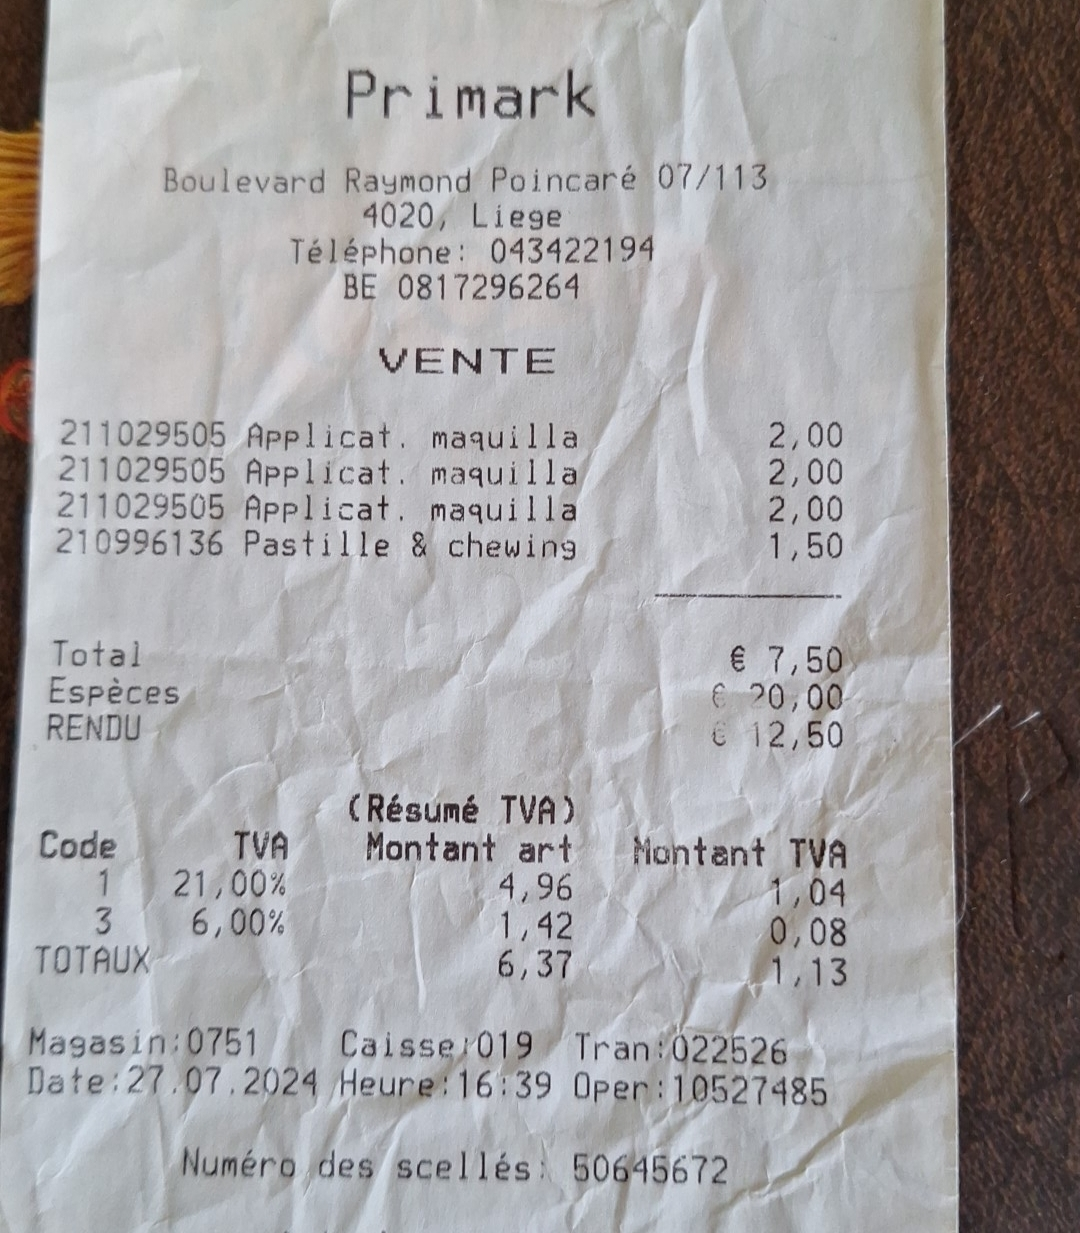 Primark
Boulevard Raymond Poincaré 07/113
4020, Liege
Téléphone: 043422194
BE 0817296264
VENTE
211029505 Applicat. maquilla 2,00
211029505 Applicat. maquilla 2,00
211029505 Applicat. maquilla 2,00
210996136 Pastille & chewing 1,50
Total € 7,50
Espèces € 20,00
RENDU € 12,50
(Résumé TVA)
Code TVA Montant art Montant TVA
1 21,00% 4,96 1,04
3 6,00% 1,42 0,08
TOTAUX 6,37 1,13
Magasin:0751 Caisse:019 Tran:022526
Date:27.07.2024 Heure:16:39 Oper:10527485
Numéro des scellés: 50645672